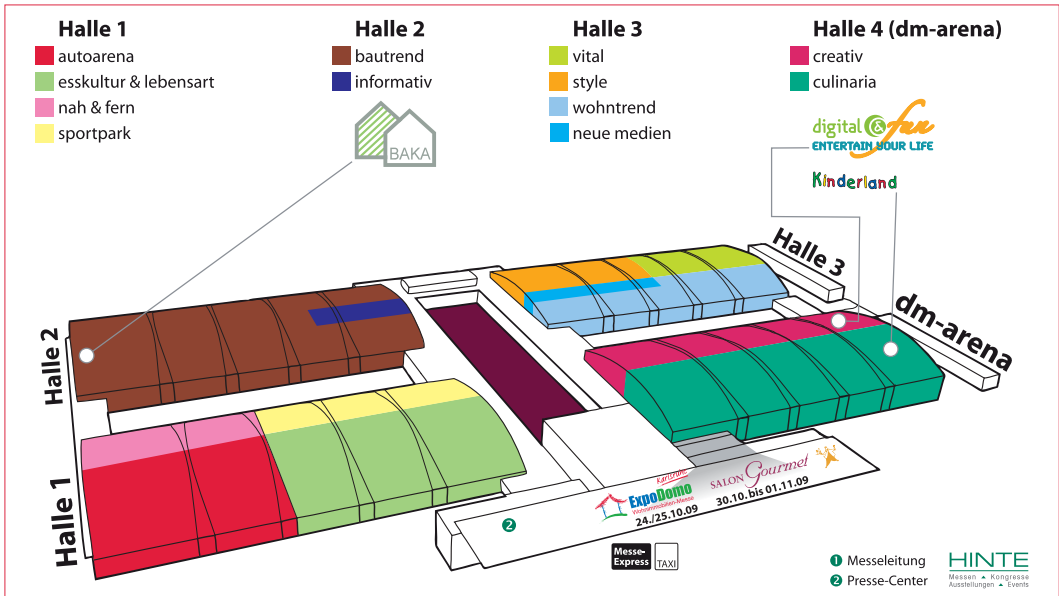 Halle 1
autoarena
esskultur & lebensart
nah & fern
sportpark
Halle 2
bautrend
informativ
BAKA
Halle 3
vital
style
wohntrend
neue medien
Halle 4 (dm-arena)
creativ
culinaria
digital & fun
ENTERTAIN YOUR LIFE
Kinderland
Halle 3
dm-arena
Halle 2
Halle 1
karlsruhe
ExpoDomo
Wohnimmobilien-Messe
24./25.10.09
SALON Gourmet
30.10. bis 01.11.09
2
Messe-
Express
TAXI
1 Messeleitung
2 Presse-Center
HINTE
Messen Kongresse
Ausstellungen Events